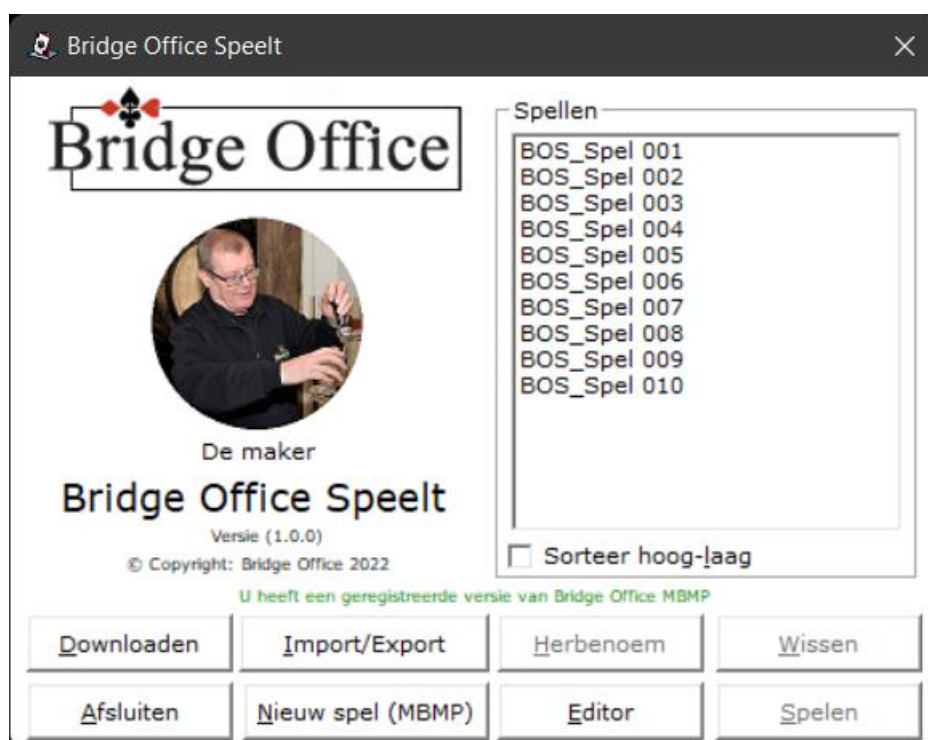 Bridge Office Speelt
Bridge Office
De maker
Bridge Office Speelt
Versie (1.0.0)
© Copyright: Bridge Office 2022
Spellen
BOS_Spel 001
BOS_Spel 002
BOS_Spel 003
BOS_Spel 004
BOS_Spel 005
BOS_Spel 006
BOS_Spel 007
BOS_Spel 008
BOS_Spel 009
BOS_Spel 010
Sorteer hoog-laag
U heeft een geregistreerde versie van Bridge Office MBMP
Downloaden
Import/Export
Herbenoem
Wissen
Afsluiten
Nieuw spel (MBMP)
Editor
Spelen